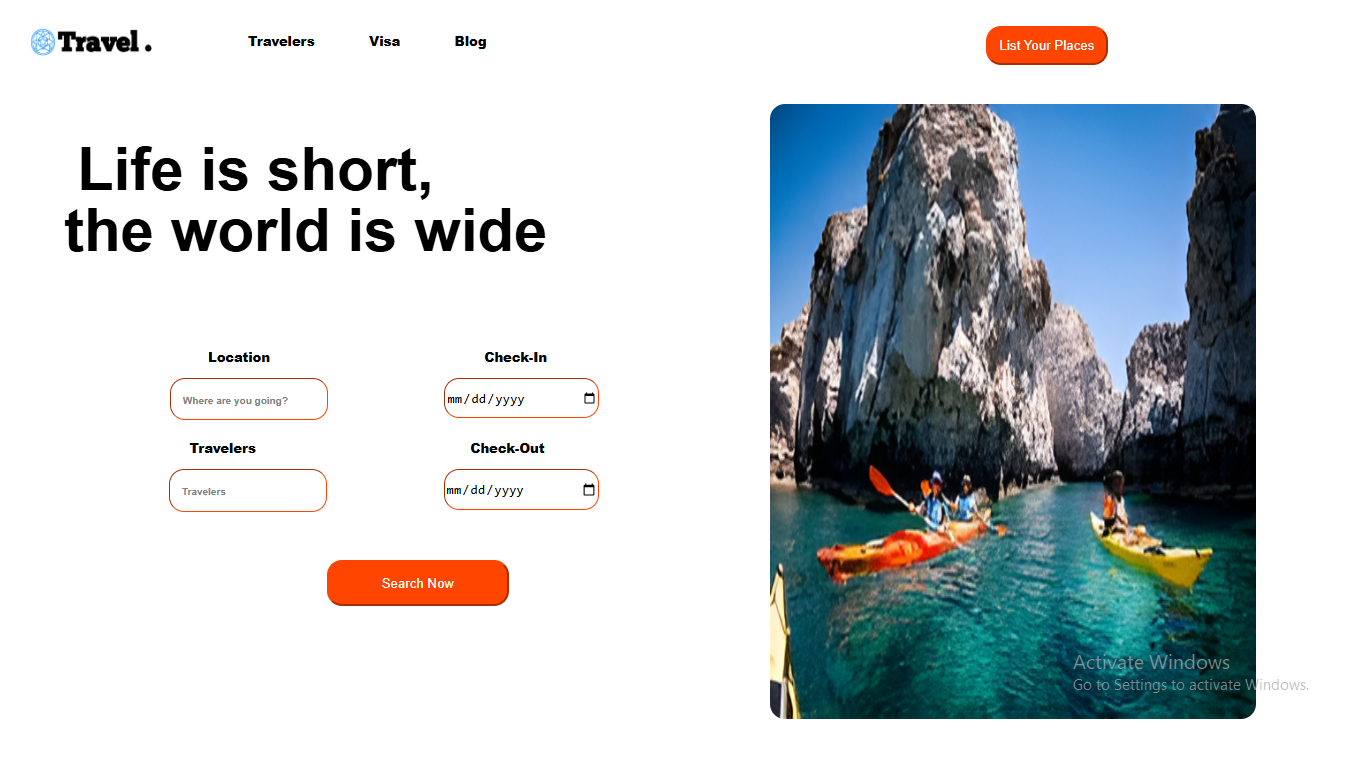 Travel .
Travelers
Visa
Blog
List Your Places
Life is short,
the world is wide
Location
Check-In
Where are you going?
mm/dd/yyyy
Travelers
Check-Out
Travelers
mm/dd/yyyy
Search Now
Activate Windows
Go to Settings to activate Windows.